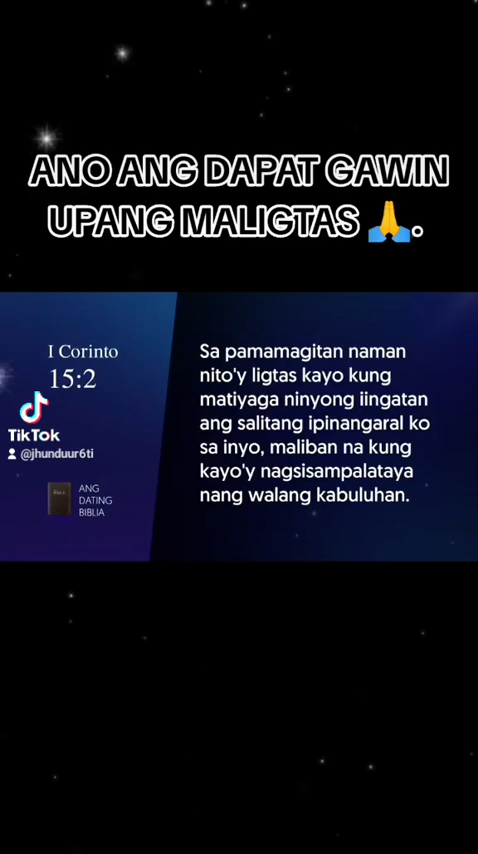 ANO ANG DAPAT GAWIN
UPANG MALIGTAS 🙏.
I Corinto
15:2
TikTok
@jhunduur6ti
BIBLE
ANG
DATING
BIBLIA
Sa pamamagitan naman
nito'y ligtas kayo kung
matiyaga ninyong iingatan
ang salitang ipinangaral ko
sa inyo, maliban na kung
kayo'y nagsisampalataya
nang walang kabuluhan.